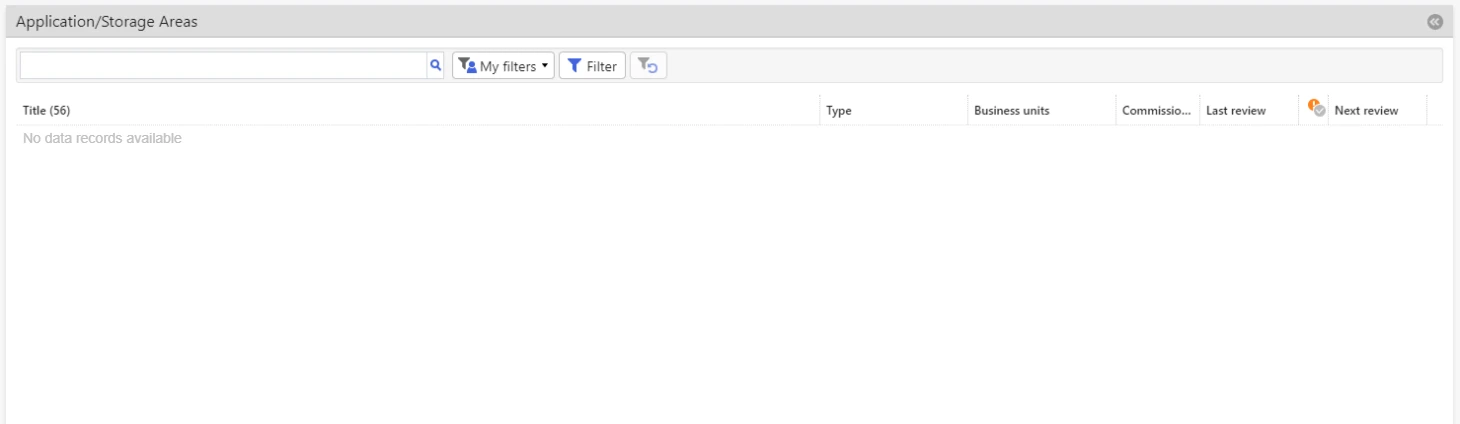 Application/Storage Areas
My filters Filter
Title (56) Type Business units Commissio... Last review Next review
No data records available